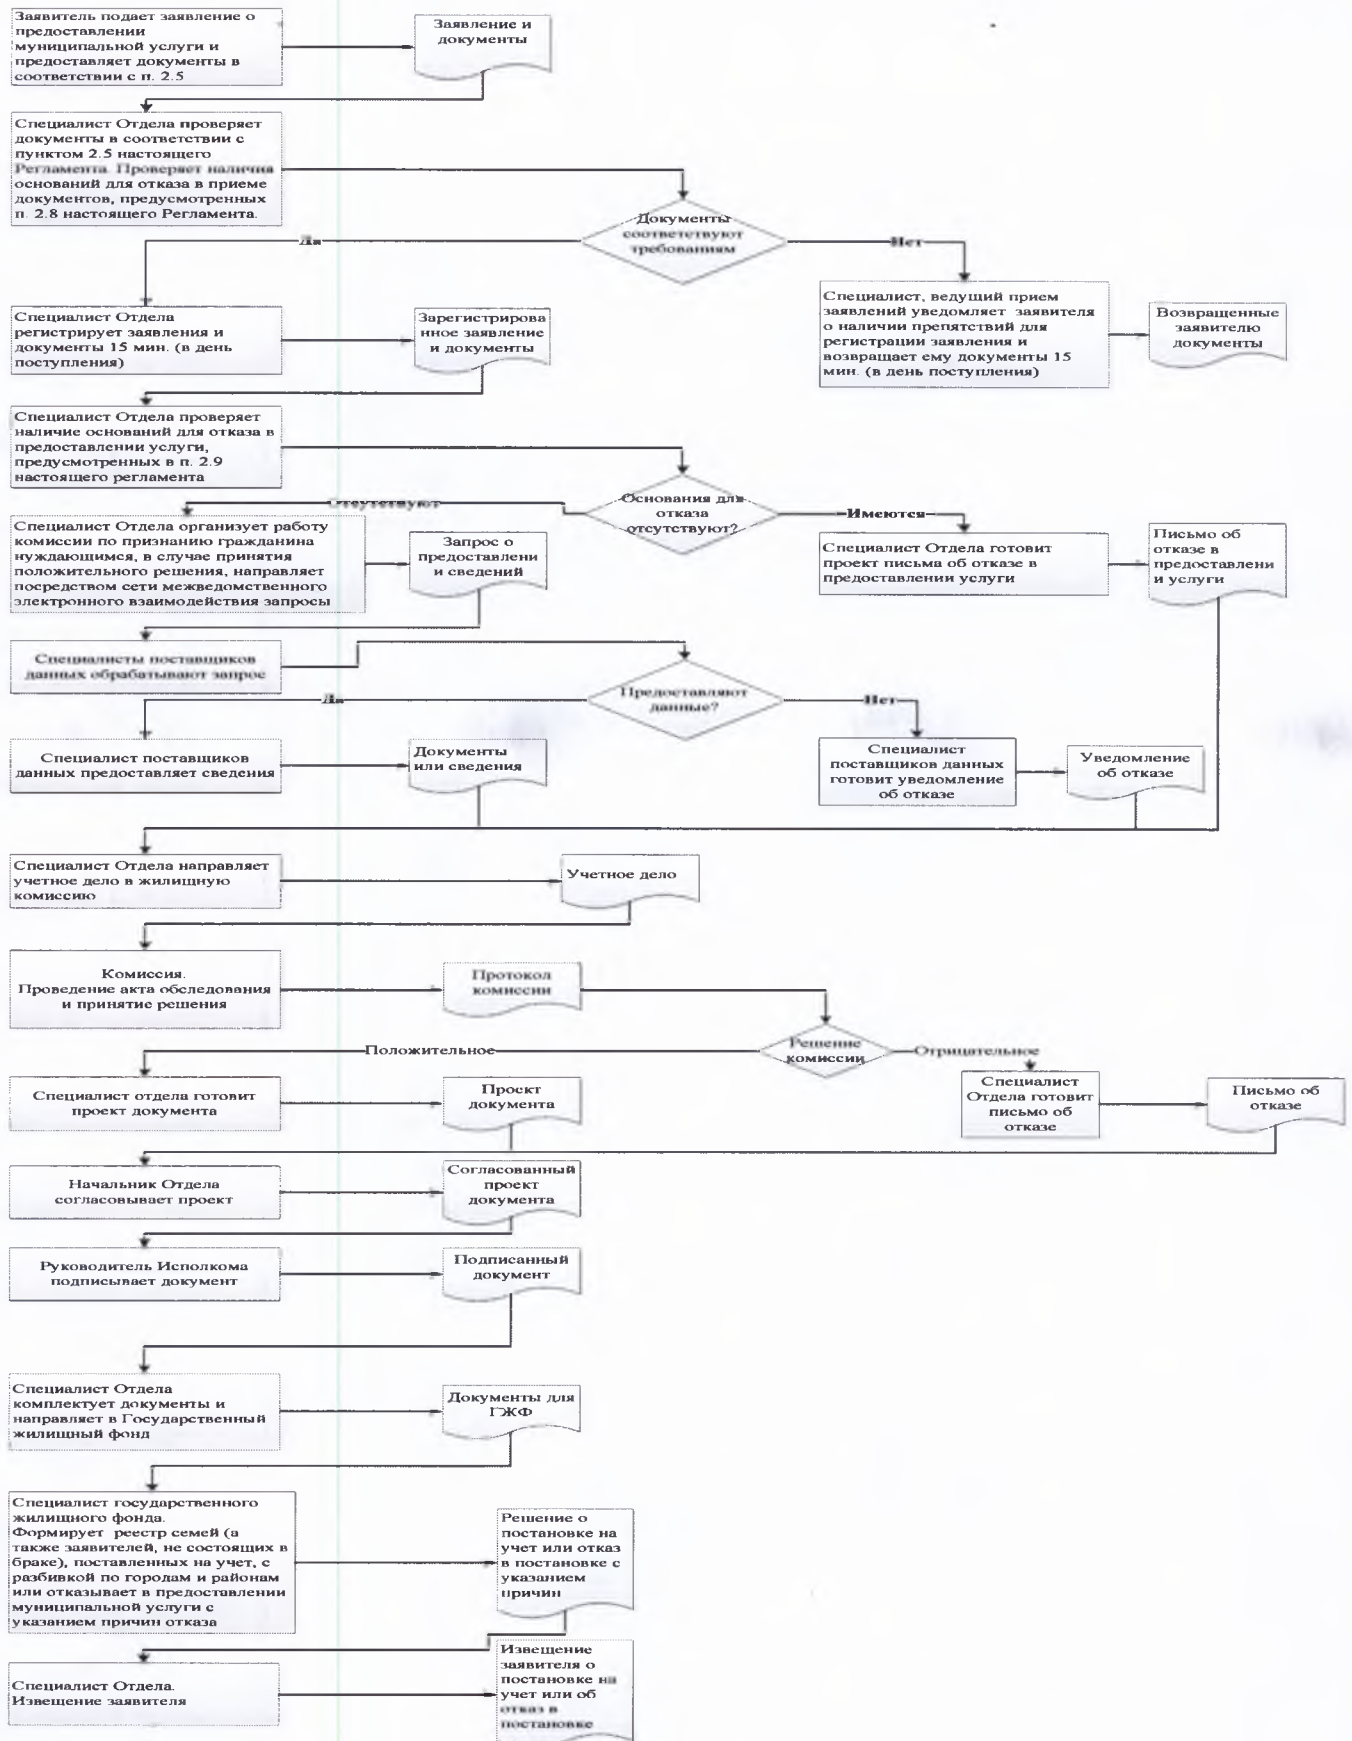 Заявитель подает заявление о
предоставлении
муниципальной услуги и
предоставляет документы в
соответствии с п. 2.5
Заявление и
документы
Специалист Отдела проверяет
документы в соответствии с
пунктом 2.5 настоящего
Регламента. Проверяет наличия
оснований для отказа в приеме
документов, предусмотренных
п. 2.8 настоящего Регламента.
Документы
соответствуют
требованиям
Да
Нет
Специалист Отдела
регистрирует заявления и
документы 15 мин. (в день
поступления)
Зарегистрирова
нное заявление
и документы
Специалист, ведущий прием
заявлений уведомляет заявителя
о наличии препятствий для
регистрации заявления и
возвращает ему документы 15
мин. (в день поступления)
Возвращенные
заявителю
документы
Специалист Отдела проверяет
наличие оснований для отказа в
предоставлении услуги,
предусмотренных в п. 2.9
настоящего регламента
Основания для
отказа
отсутствуют?
Отсутствуют
Имеются
Специалист Отдела организует работу
комиссии по признанию гражданина
нуждающимся, в случае принятия
положительного решения, направляет
посредством сети межведомственного
электронного взаимодействия запросы
Запрос о
предоставлени
и сведений
Специалист Отдела готовит
проект письма об отказе в
предоставлении услуги
Письмо об
отказе в
предоставлени
и услуги
Специалисты поставщиков
данных обрабатывают запрос
Предоставляют
данные?
Да
Нет
Специалист поставщиков
данных предоставляет сведения
Документы
или сведения
Специалист
поставщиков данных
готовит уведомление
об отказе
Уведомление
об отказе
Специалист Отдела направляет
учетное дело в жилищную
комиссию
Учетное дело
Комиссия.
Проведение акта обследования
и принятие решения
Протокол
комиссии
Решение
комиссии
Положительное
Отрицательное
Специалист отдела готовит
проект документа
Проект
документа
Специалист
Отдела готовит
письмо об
отказе
Письмо об
отказе
Начальник Отдела
согласовывает проект
Согласованный
проект
документа
Руководитель Исполкома
подписывает документ
Подписанный
документ
Специалист Отдела
комплектует документы и
направляет в Государственный
жилищный фонд
Документы для
ГЖФ
Специалист государственного
жилищного фонда.
Формирует реестр семей (а
также заявителей, не состоящих в
браке), поставленных на учет, с
разбивкой по городам и районам
или отказывает в предоставлении
муниципальной услуги с
указанием причин отказа
Решение о
постановке на
учет или отказ
в постановке с
указанием
причин
Специалист Отдела.
Извещение заявителя
Извещение
заявителя о
постановке на
учет или об
отказ в
постановке